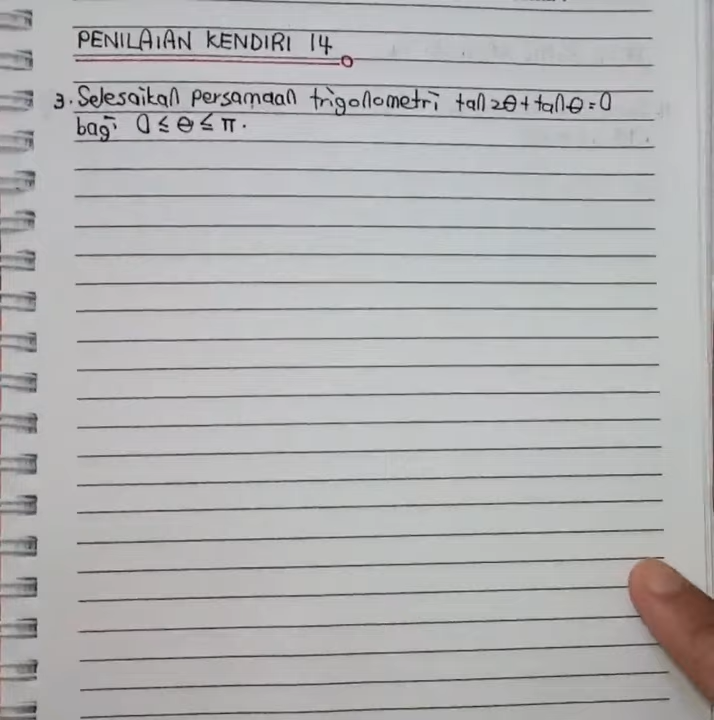 PENILAIAN KENDIRI 14
3. Selesaikan persamaan trigonometri tan 2θ + tan θ = 0
bagi 0 ≤ θ ≤ π.